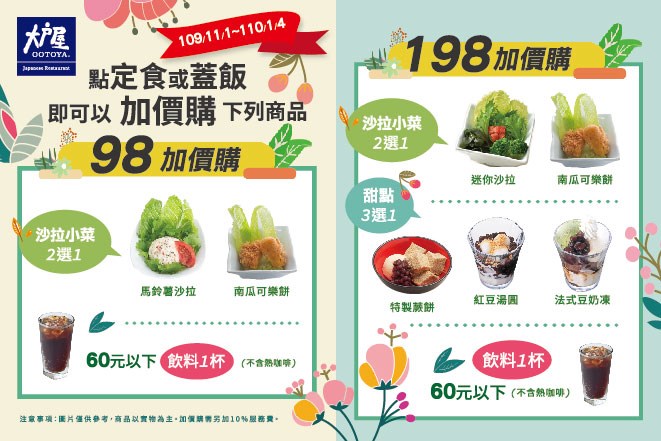 大戶屋
OOTOYA.
Japanese Restaurant
109/11/1~110/1/4
點定食或蓋飯
即可以 加價購 下列商品
98 加價購
沙拉小菜
2選1
馬鈴薯沙拉
南瓜可樂餅
60元以下 飲料1杯 (不含熱咖啡)
注意事項:圖片僅供參考,商品以實物為主,加價購需另加10%服務費。
198加價購
沙拉小菜
2選1
迷你沙拉
南瓜可樂餅
甜點
3選1
特製蕨餅
紅豆湯圓
法式豆奶凍
飲料1杯
60元以下 (不含熱咖啡)